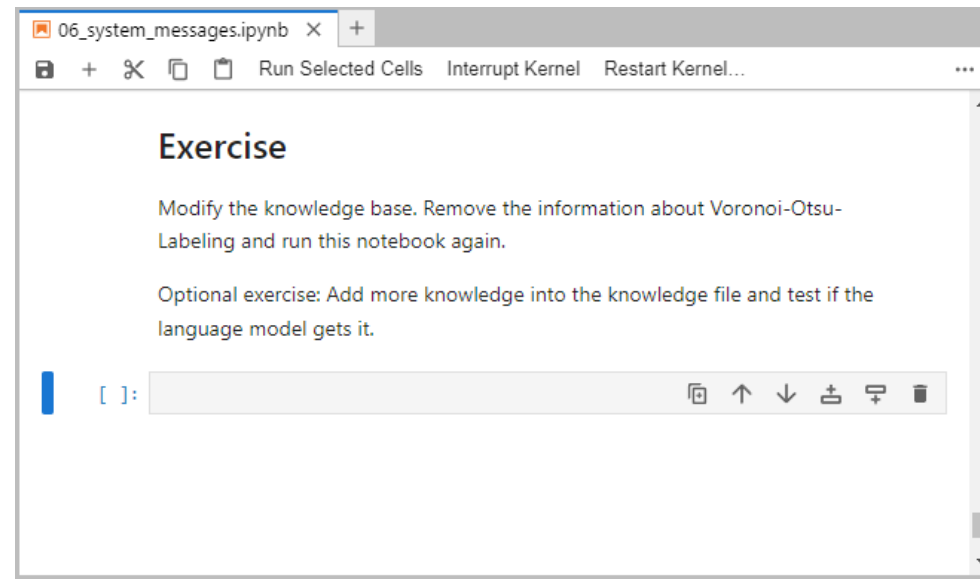 06_system_messages.ipynb
Run Selected Cells Interrupt Kernel Restart Kernel...
Exercise
Modify the knowledge base. Remove the information about Voronoi-Otsu-
Labeling and run this notebook again.
Optional exercise: Add more knowledge into the knowledge file and test if the
language model gets it.
[ ]: